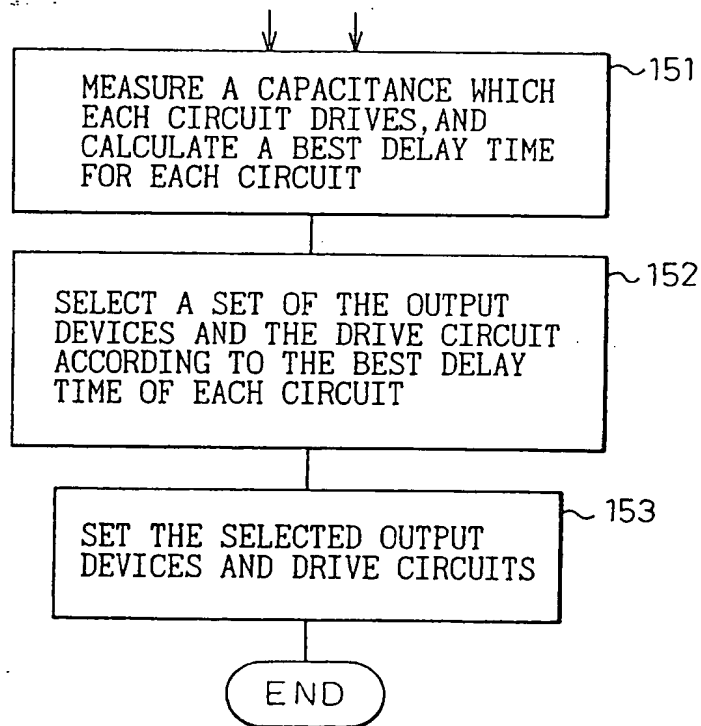 MEASURE A CAPACITANCE WHICH
EACH CIRCUIT DRIVES,AND
CALCULATE A BEST DELAY TIME
FOR EACH CIRCUIT
151
SELECT A SET OF THE OUTPUT
DEVICES AND THE DRIVE CIRCUIT
ACCORDING TO THE BEST DELAY
TIME OF EACH CIRCUIT
152
SET THE SELECTED OUTPUT
DEVICES AND DRIVE CIRCUITS
153
END